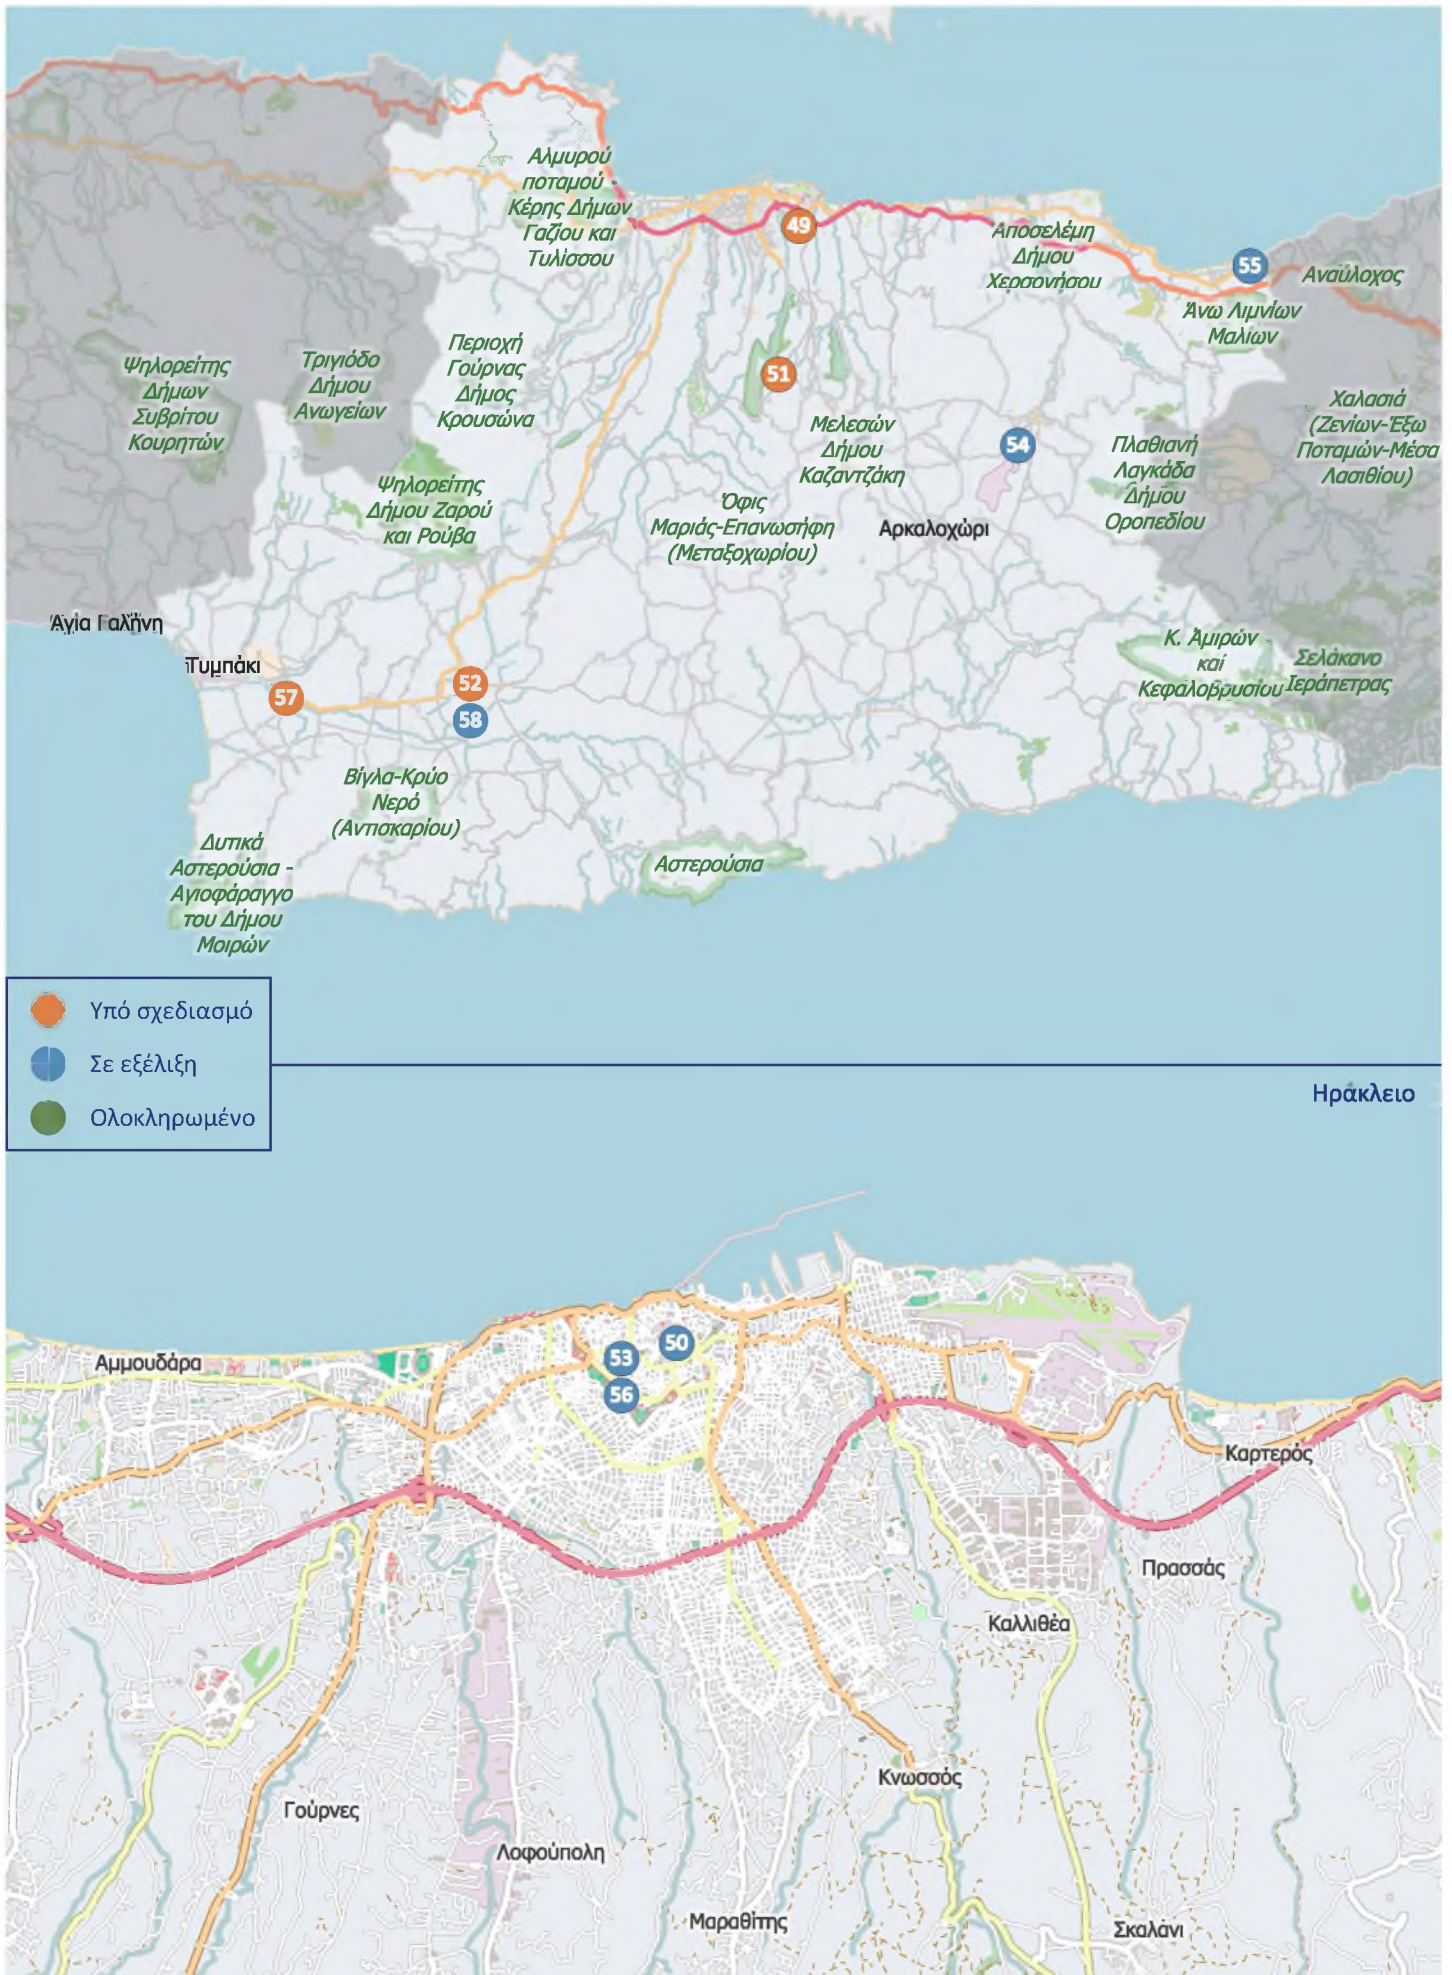 Αλμυρού
ποταμού -
Κέρης Δήμων
Γαζίου και
Τυλίσσου
49
Αποσελέμη
Δήμου
Χερσονήσου
55
Αναύλοχος
Άνω Λιμνίων
Μαλίων
Ψηλορείτης
Δήμων
Συβρίτου
Κουρητών
Τριγιόδο
Δήμου
Ανωγείων
Περιοχή
Γούρνας
Δήμος
Κρουσώνα
51
Μελεσών
Δήμου
Καζαντζάκη
54
Πλαθιανή
Λαγκάδα
Δήμου
Οροπεδίου
Χαλασιά
(Ζενίων-Έξω
Ποταμών-Μέσα
Λασιθίου)
Ψηλορείτης
Δήμου Ζαρού
και Ρούβα
Όφις
Μαριάς-Επανωσήφη
(Μεταξοχωρίου)
Αρκαλοχώρι
Αγία Γαλήνη
Τυμπάκι
57
52
58
Κ. Άμιρών
καί
Κεφαλοβρυσίου
Σελάκανο
Ιεράπετρας
Βίγλα-Κρύο
Νερό
(Αντισκαρίου)
Δυτικά
Αστερούσια -
Αγιοφάραγγο
του Δήμου
Μοιρών
Αστερούσια
Υπό σχεδιασμό
Σε εξέλιξη
Ολοκληρωμένο
Ηράκλειο
Αμμουδάρα
53
50
56
Καρτερός
Πρασσάς
Καλλιθέα
Κνωσσός
Γούρνες
Λοφούπολη
Μαραθίτης
Σκαλάνι